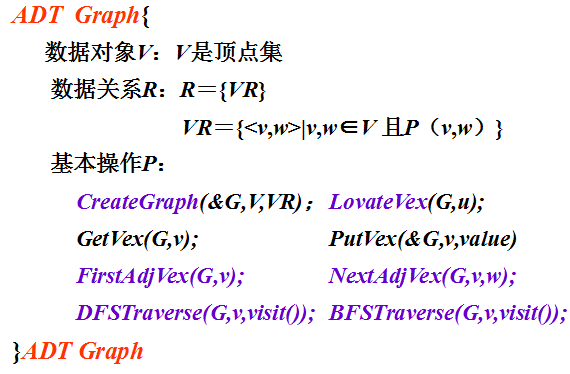 ADT Graph{
数据对象V：V是顶点集
数据关系R：R＝{VR}
VR＝{<v,w>|v,w∈V 且P（v,w）}
基本操作P：
CreateGraph(&G,V,VR)； LovateVex(G,u);
GetVex(G,v); PutVex(&G,v,value)
FirstAdjVex(G,v); NextAdjVex(G,v,w);
DFSTraverse(G,v,visit()); BFSTraverse(G,v,visit());
}ADT Graph